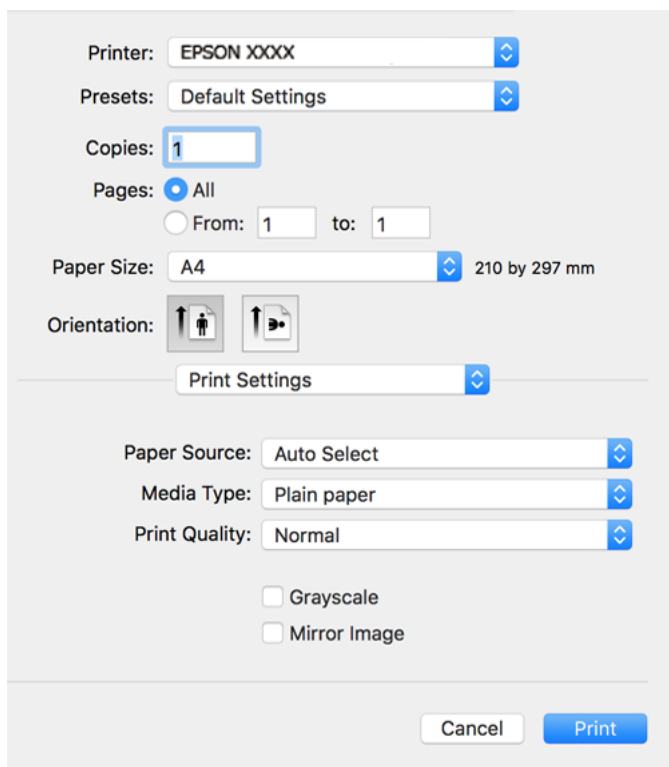 Printer: EPSON XXXX
Presets: Default Settings
Copies: 1
Pages: All
From: 1 to: 1
Paper Size: A4 210 by 297 mm
Orientation:
Print Settings
Paper Source: Auto Select
Media Type: Plain paper
Print Quality: Normal
Grayscale
Mirror Image
Cancel Print